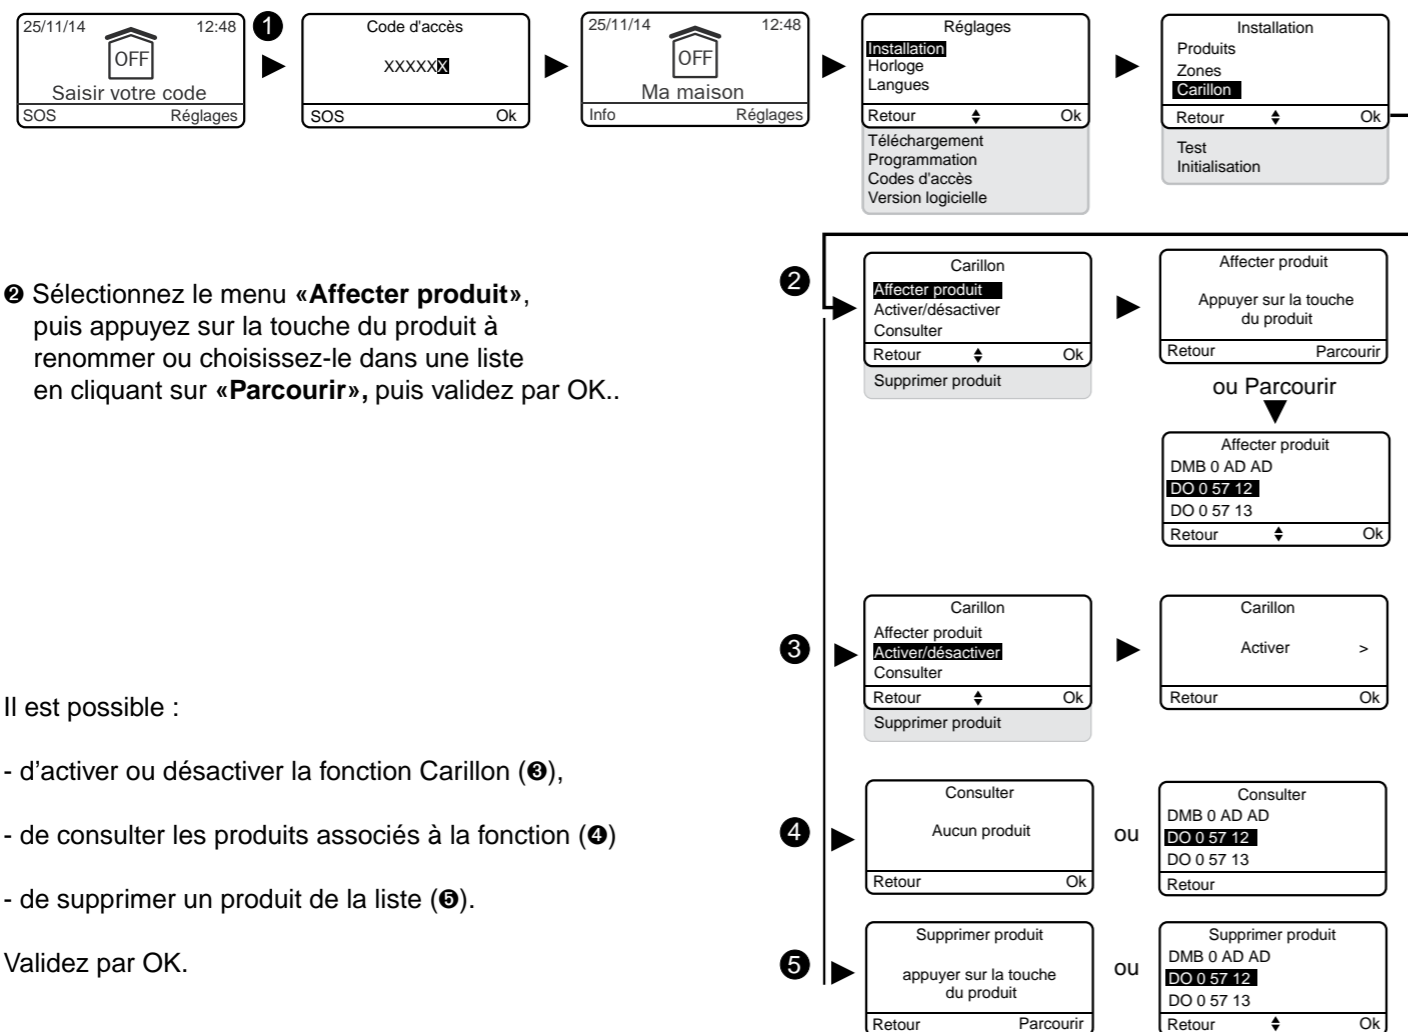 25/11/14 12:48
OFF
Saisir votre code
SOS Réglages
❶
Code d'accès
XXXXXX
SOS Ok
25/11/14 12:48
OFF
Ma maison
Info Réglages
Réglages
Installation
Horloge
Langues
Retour Ok
Téléchargement
Programmation
Codes d'accès
Version logicielle
Installation
Produits
Zones
Carillon
Retour Ok
Test
Initialisation
❷ Sélectionnez le menu «Affecter produit»,
puis appuyez sur la touche du produit à
renommer ou choisissez-le dans une liste
en cliquant sur «Parcourir», puis validez par OK..
❷
Carillon
Affecter produit
Activer/désactiver
Consulter
Retour Ok
Supprimer produit
Affecter produit
Appuyer sur la touche
du produit
Retour Parcourir
ou Parcourir
Affecter produit
DMB 0 AD AD
DO 0 57 12
DO 0 57 13
Retour Ok
❸
Carillon
Affecter produit
Activer/désactiver
Consulter
Retour Ok
Supprimer produit
Carillon
Activer >
Retour Ok
Il est possible :
- d'activer ou désactiver la fonction Carillon (❸),
- de consulter les produits associés à la fonction (❹)
- de supprimer un produit de la liste (❺).
Validez par OK.
❹
Consulter
Aucun produit
Retour Ok
ou
Consulter
DMB 0 AD AD
DO 0 57 12
DO 0 57 13
Retour
❺
Supprimer produit
appuyer sur la touche
du produit
Retour Parcourir
ou
Supprimer produit
DMB 0 AD AD
DO 0 57 12
DO 0 57 13
Retour Ok